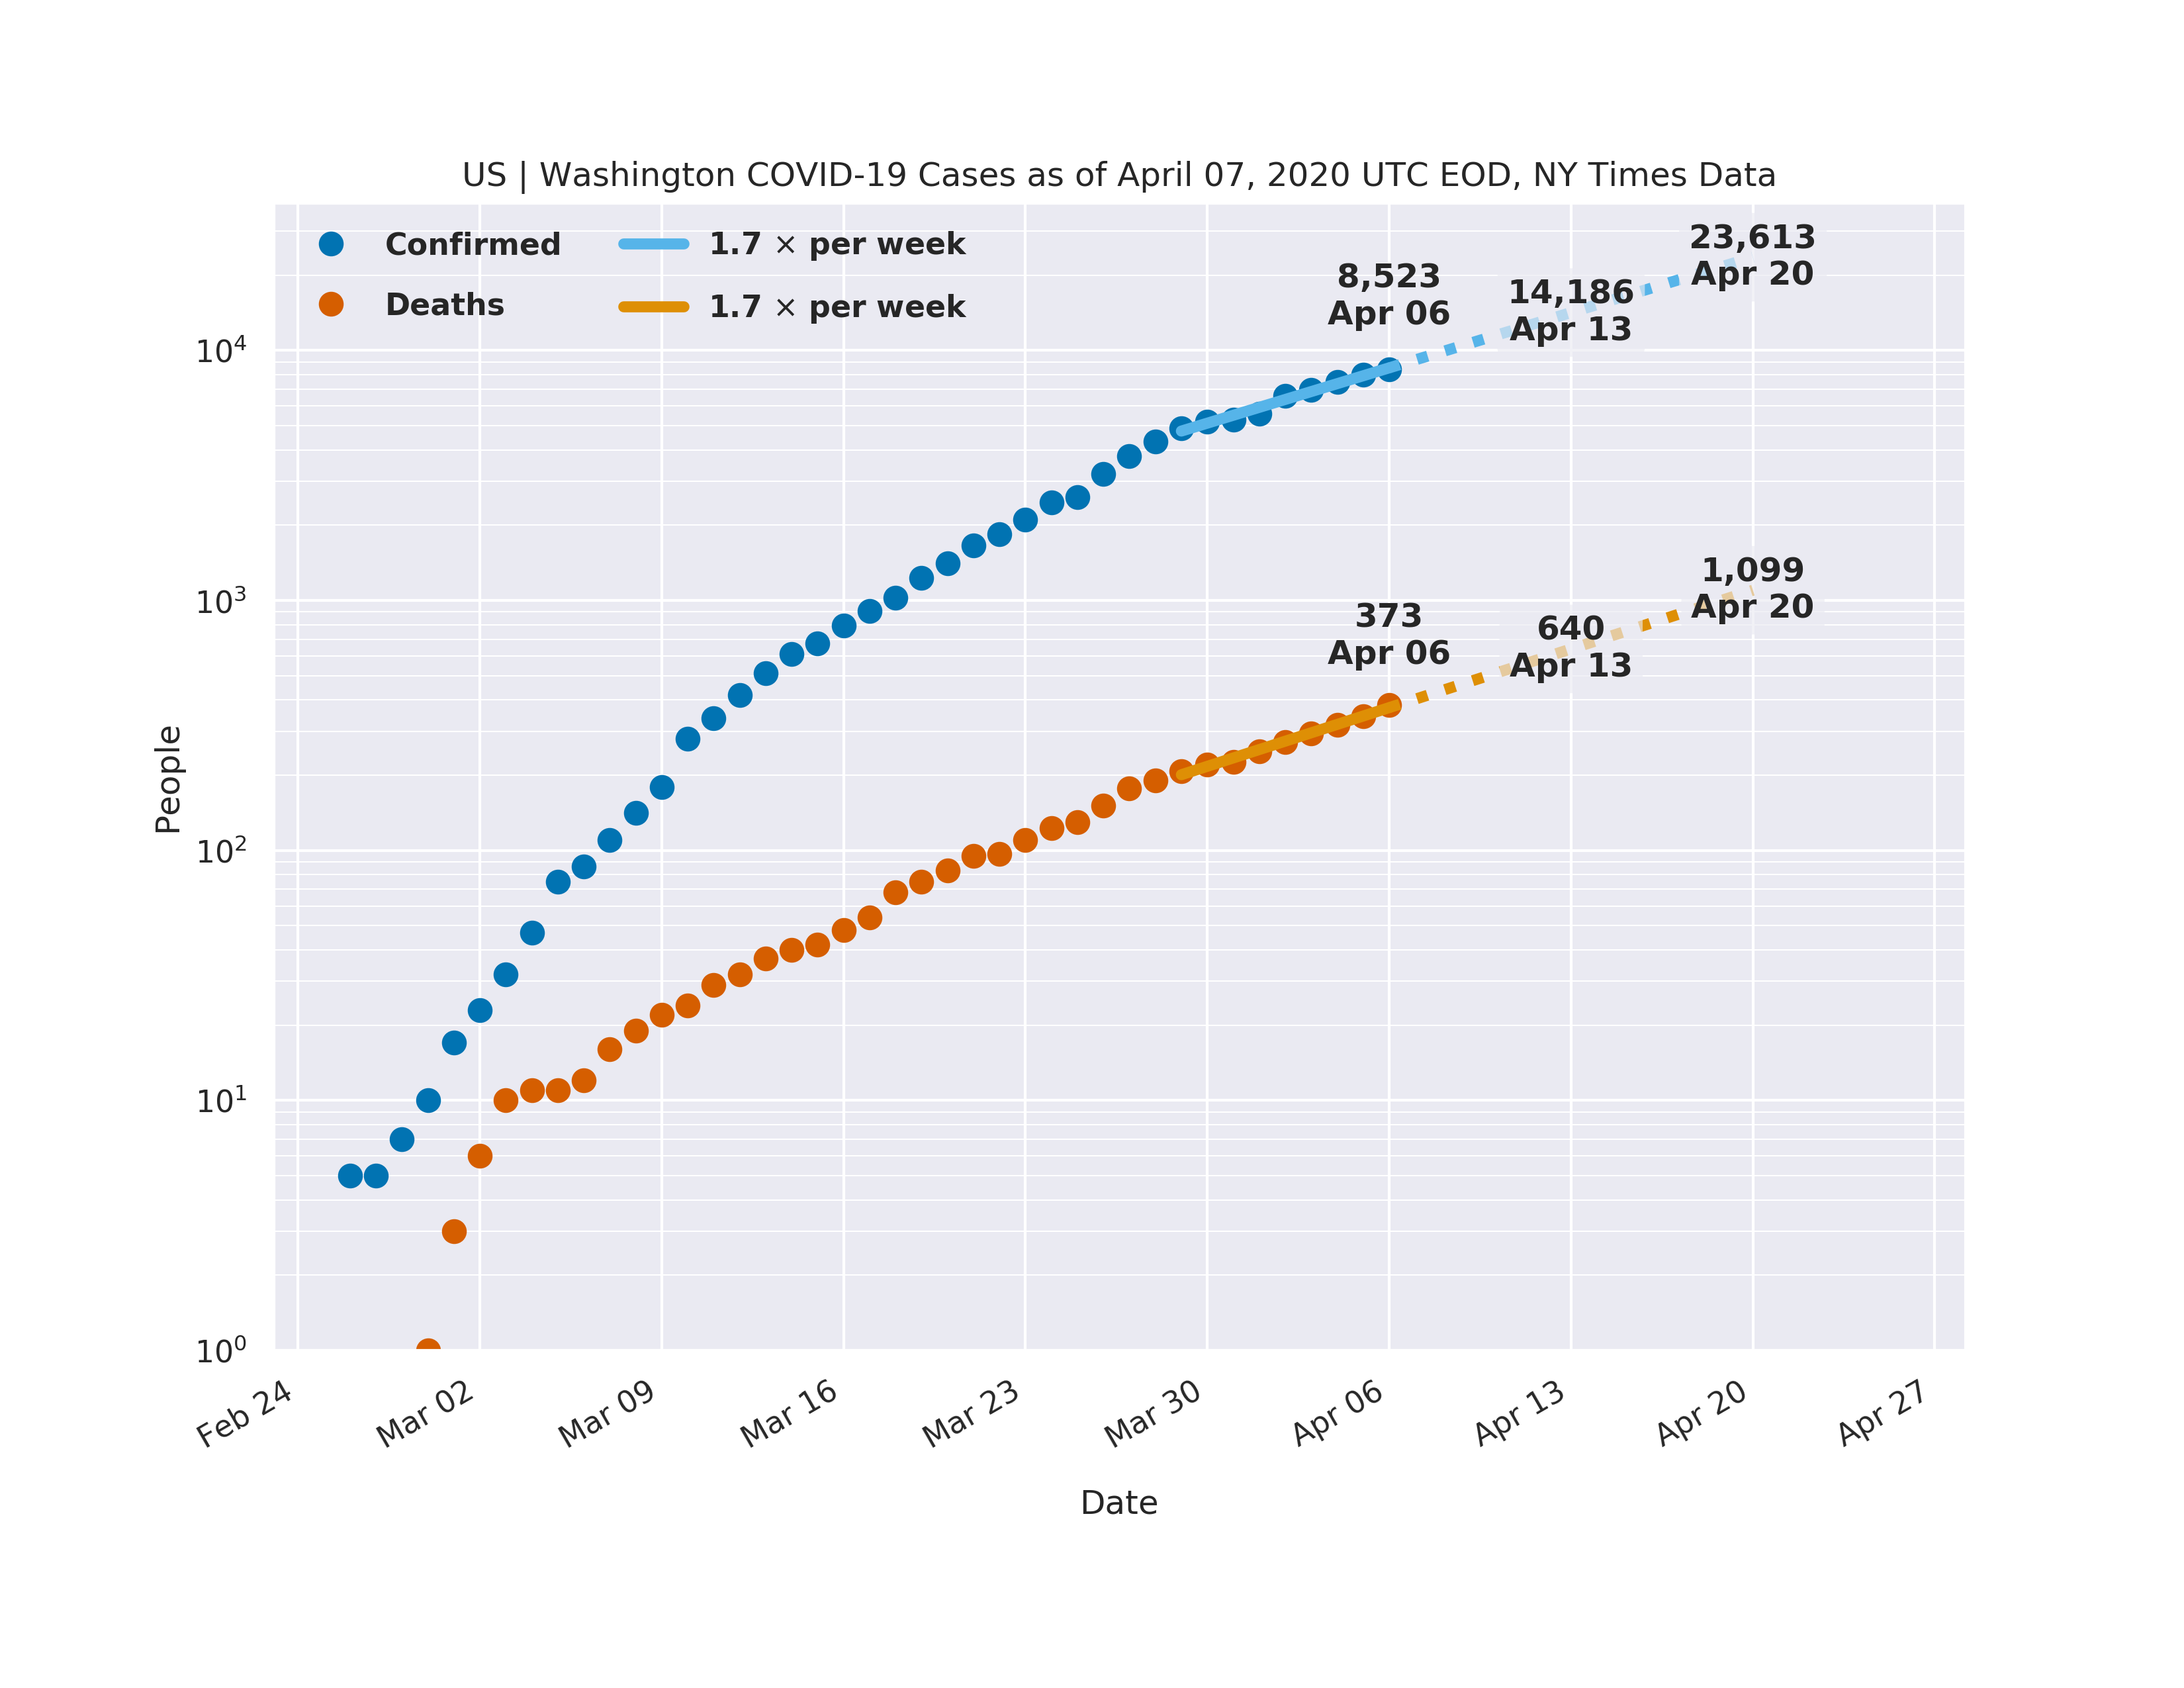 US | Washington COVID-19 Cases as of April 07, 2020 UTC EOD, NY Times Data
Confirmed
Deaths
1.7 × per week
1.7 × per week
8,523
Apr 06
14,186
Apr 13
23,613
Apr 20
373
Apr 06
640
Apr 13
1,099
Apr 20
People
10⁴
10³
10²
10¹
10⁰
Feb 24
Mar 02
Mar 09
Mar 16
Mar 23
Mar 30
Apr 06
Apr 13
Apr 20
Apr 27
Date